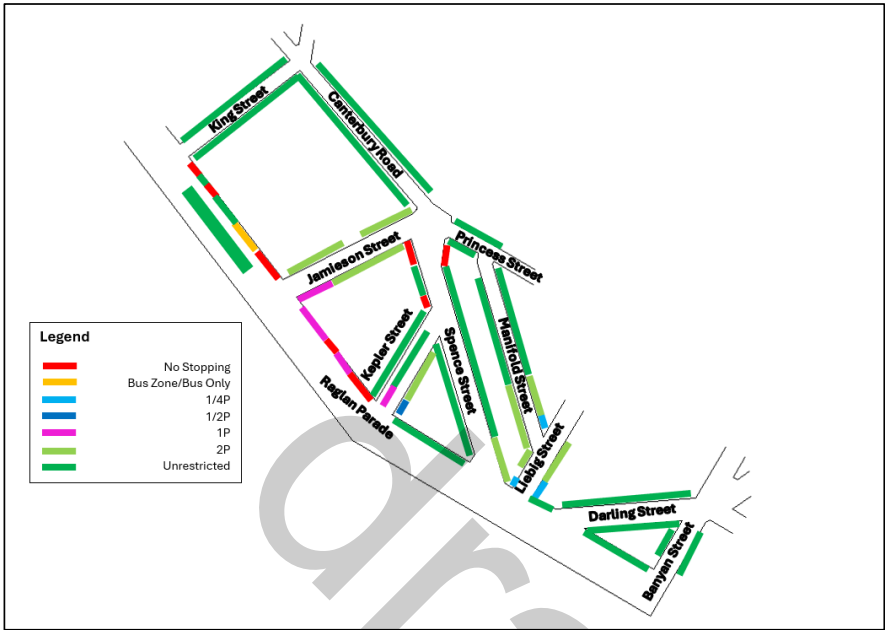 King Street
Canterbury Road
Princess Street
Jamieson Street
Kepler Street
Spence Street
Manifold Street
Raglan Parade
Liebig Street
Darling Street
Banyan Street
Legend
No Stopping
Bus Zone/Bus Only
1/4P
1/2P
1P
2P
Unrestricted